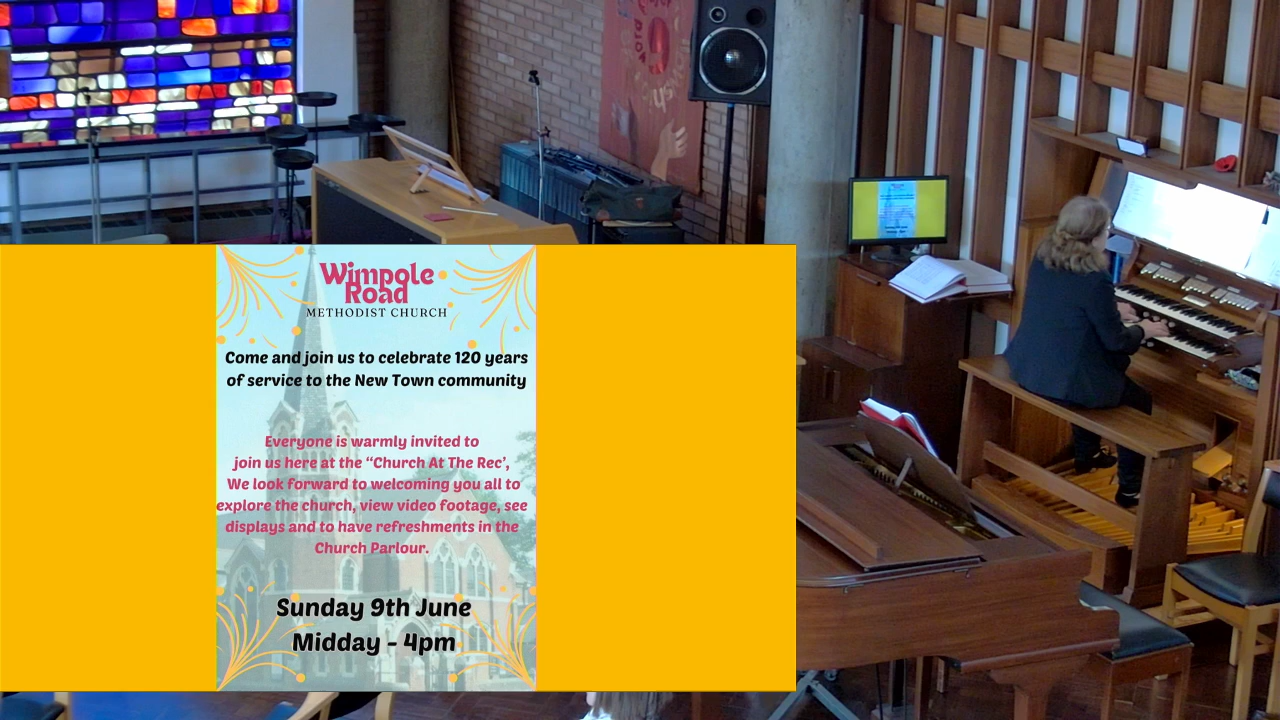 Wimpole
Road
METHODIST CHURCH
Come and join us to celebrate 120 years
of service to the New Town community
Everyone is warmly invited to
join us here at the “Church At The Rec’,
We look forward to welcoming you all to
explore the church, view video footage, see
displays and to have refreshments in the
Church Parlour.
Sunday 9th June
Midday - 4pm